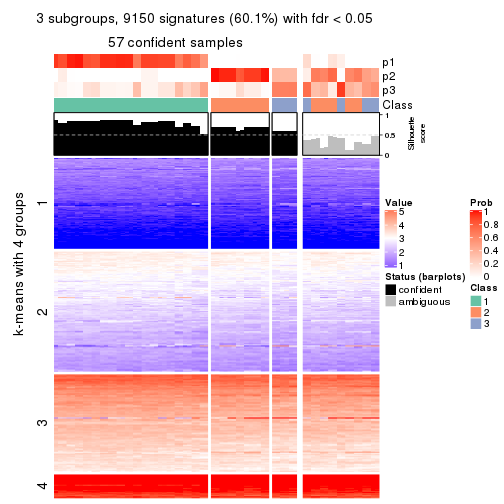 3 subgroups, 9150 signatures (60.1%) with fdr < 0.05
57 confident samples
p1
p2
p3
Class
1
0.5
0
Silhouette
score
k-means with 4 groups
1
2
3
4
Value
5
4
3
2
1
Status (barplots)
confident
ambiguous
Prob
1
0.8
0.6
0.4
0.2
0
Class
1
2
3